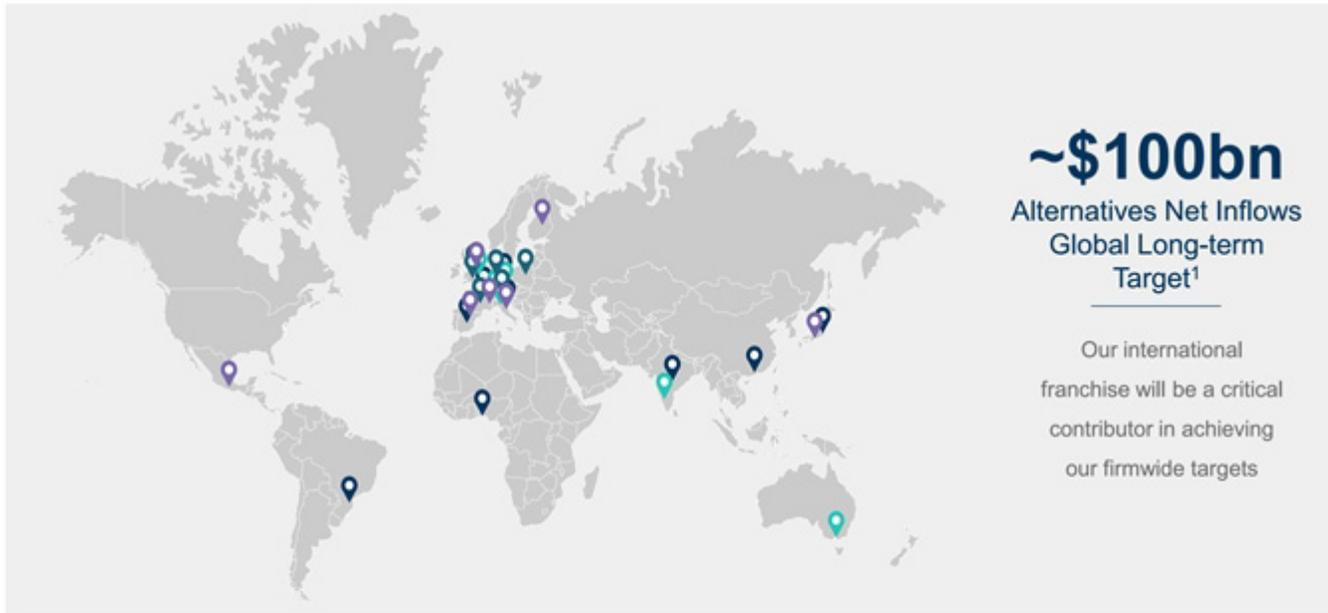 ~$100bn
Alternatives Net Inflows
Global Long-term
Target¹
Our international
franchise will be a critical
contributor in achieving
our firmwide targets